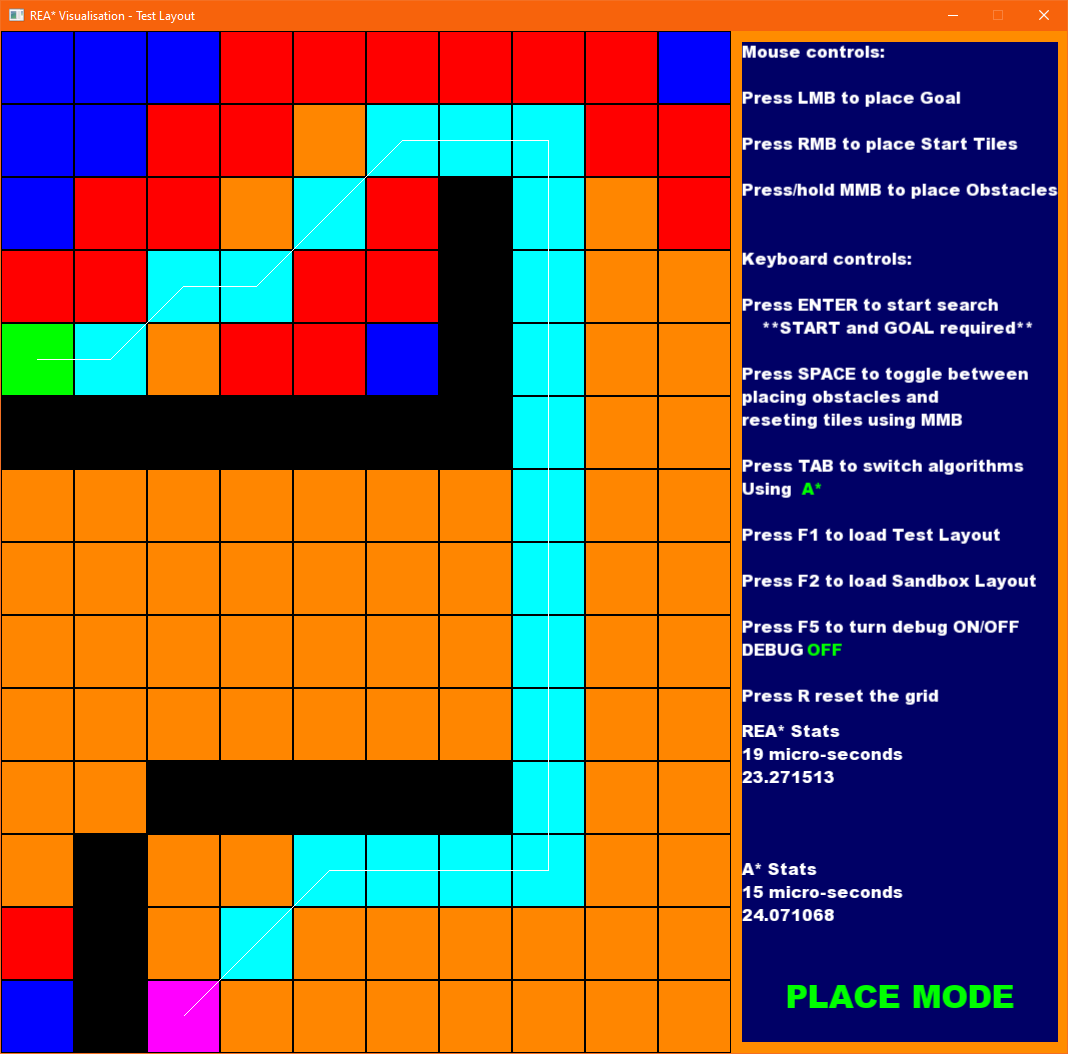 REA* Visualisation - Test Layout
Mouse controls:
Press LMB to place Goal
Press RMB to place Start Tiles
Press/hold MMB to place Obstacles
Keyboard controls:
Press ENTER to start search
**START and GOAL required**
Press SPACE to toggle between
placing obstacles and
reseting tiles using MMB
Press TAB to switch algorithms
Using A*
Press F1 to load Test Layout
Press F2 to load Sandbox Layout
Press F5 to turn debug ON/OFF
DEBUG OFF
Press R reset the grid
REA* Stats
19 micro-seconds
23.271513
A* Stats
15 micro-seconds
24.071068
PLACE MODE